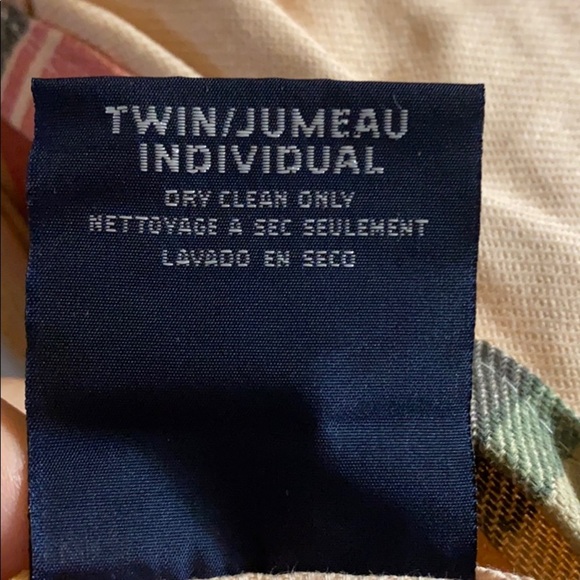 TWIN/JUMEAU
INDIVIDUAL
DRY CLEAN ONLY
NETTOYAGE A SEC SEULEMENT
LAVADO EN SECO